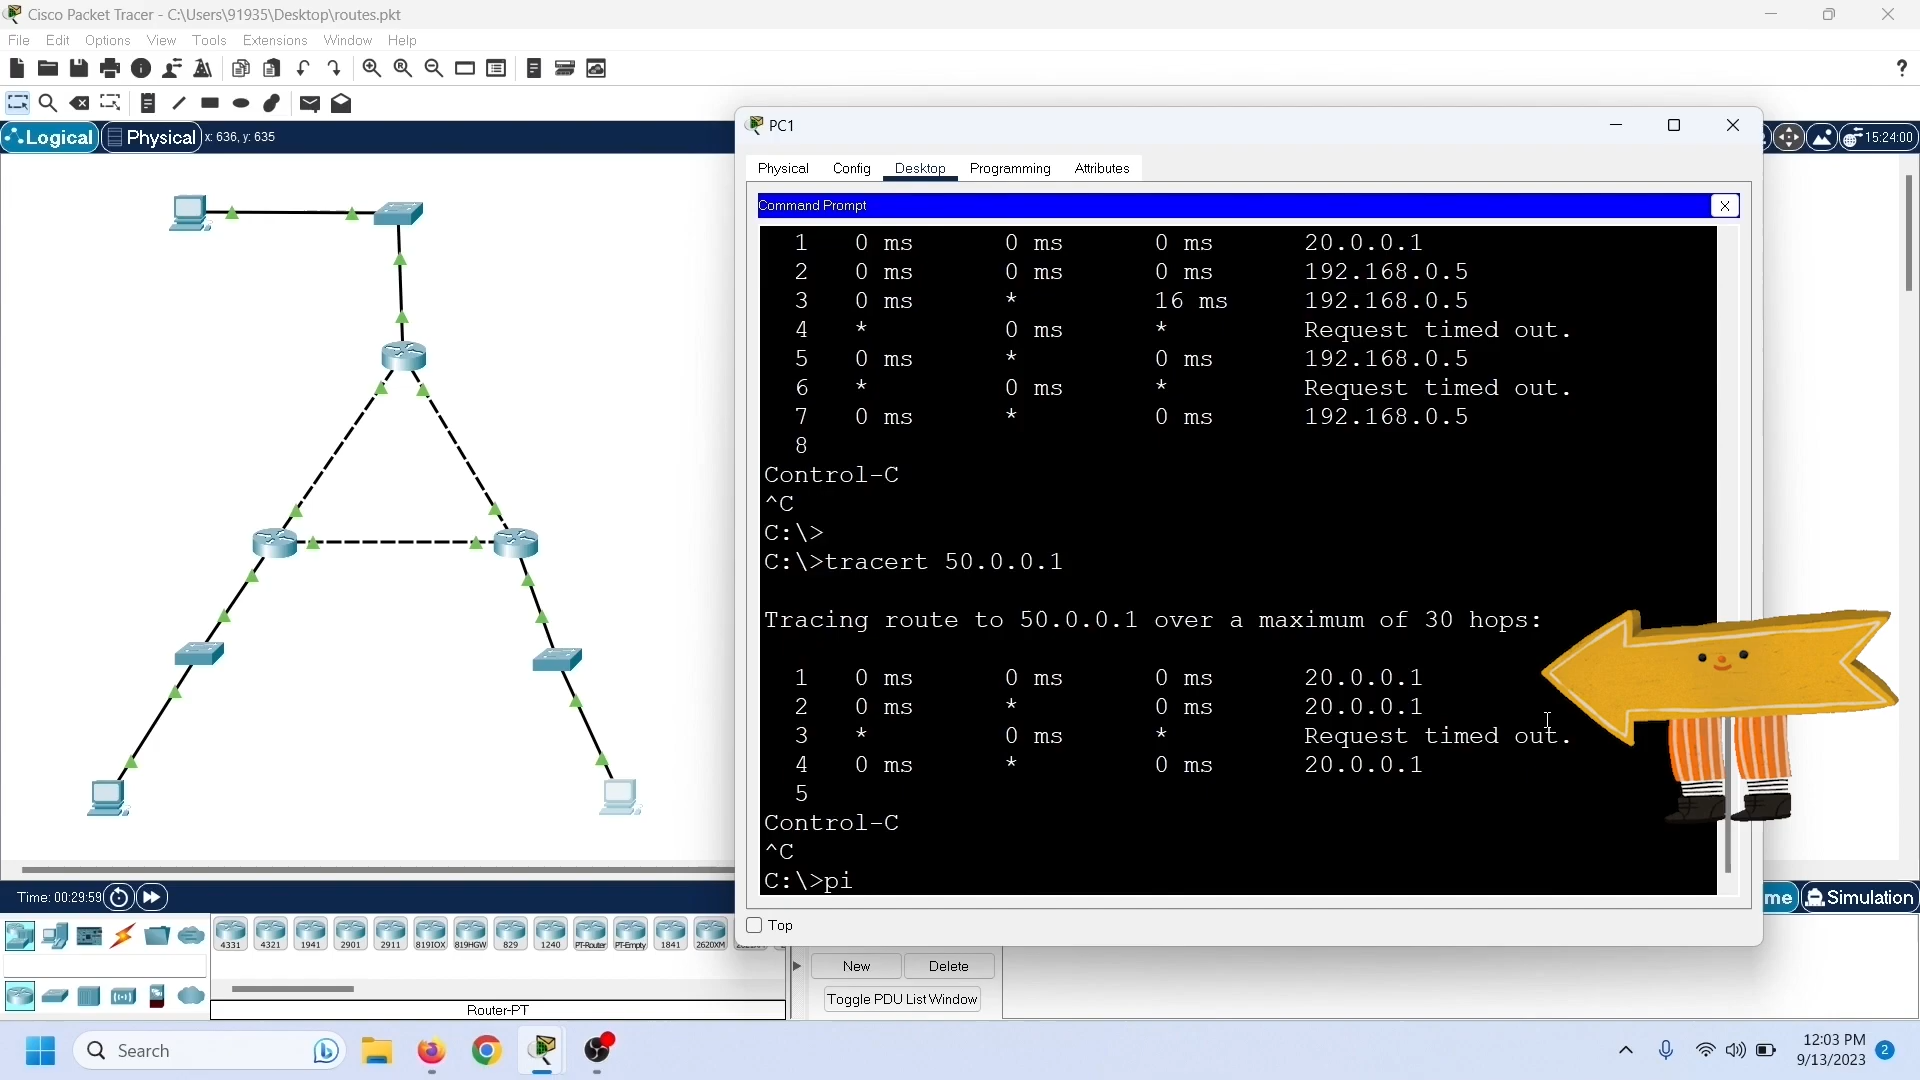 Cisco Packet Tracer - C:\Users\91935\Desktop\routes.pkt
File Edit Options View Tools Extensions Window Help
?
Logical Physical x: 636, y: 635
15:24:00
PC1
Physical Config Desktop Programming Attributes
Command Prompt
X
1 0 ms 0 ms 0 ms 20.0.0.1
2 0 ms 0 ms 0 ms 192.168.0.5
3 0 ms * 16 ms 192.168.0.5
4 * 0 ms * Request timed out.
5 0 ms * 0 ms 192.168.0.5
6 * 0 ms * Request timed out.
7 0 ms * 0 ms 192.168.0.5
8
Control-C
^C
C:\>
C:\>tracert 50.0.0.1
Tracing route to 50.0.0.1 over a maximum of 30 hops:
1 0 ms 0 ms 0 ms 20.0.0.1
2 0 ms * 0 ms 20.0.0.1
3 * 0 ms * Request timed out.
4 0 ms * 0 ms 20.0.0.1
5
Control-C
^C
C:\>pi
Top
Time: 00:29:59
me Simulation
4331 4321 1941 2901 2911 819IOX 819HGW 829 1240 PT-Router PT-Empty 1841 2620XM
New Delete
Toggle PDU List Window
Router-PT
Search
12:03 PM
9/13/2023
2